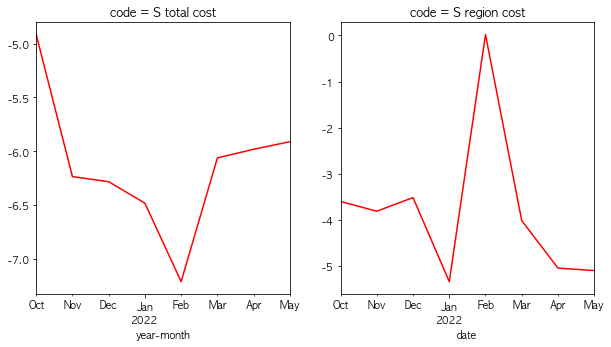 code = S total cost
-5.0
-5.5
-6.0
-6.5
-7.0
Oct Nov Dec Jan Feb Mar Apr May
2022
year-month
code = S region cost
0
-1
-2
-3
-4
-5
Oct Nov Dec Jan Feb Mar Apr May
2022
date